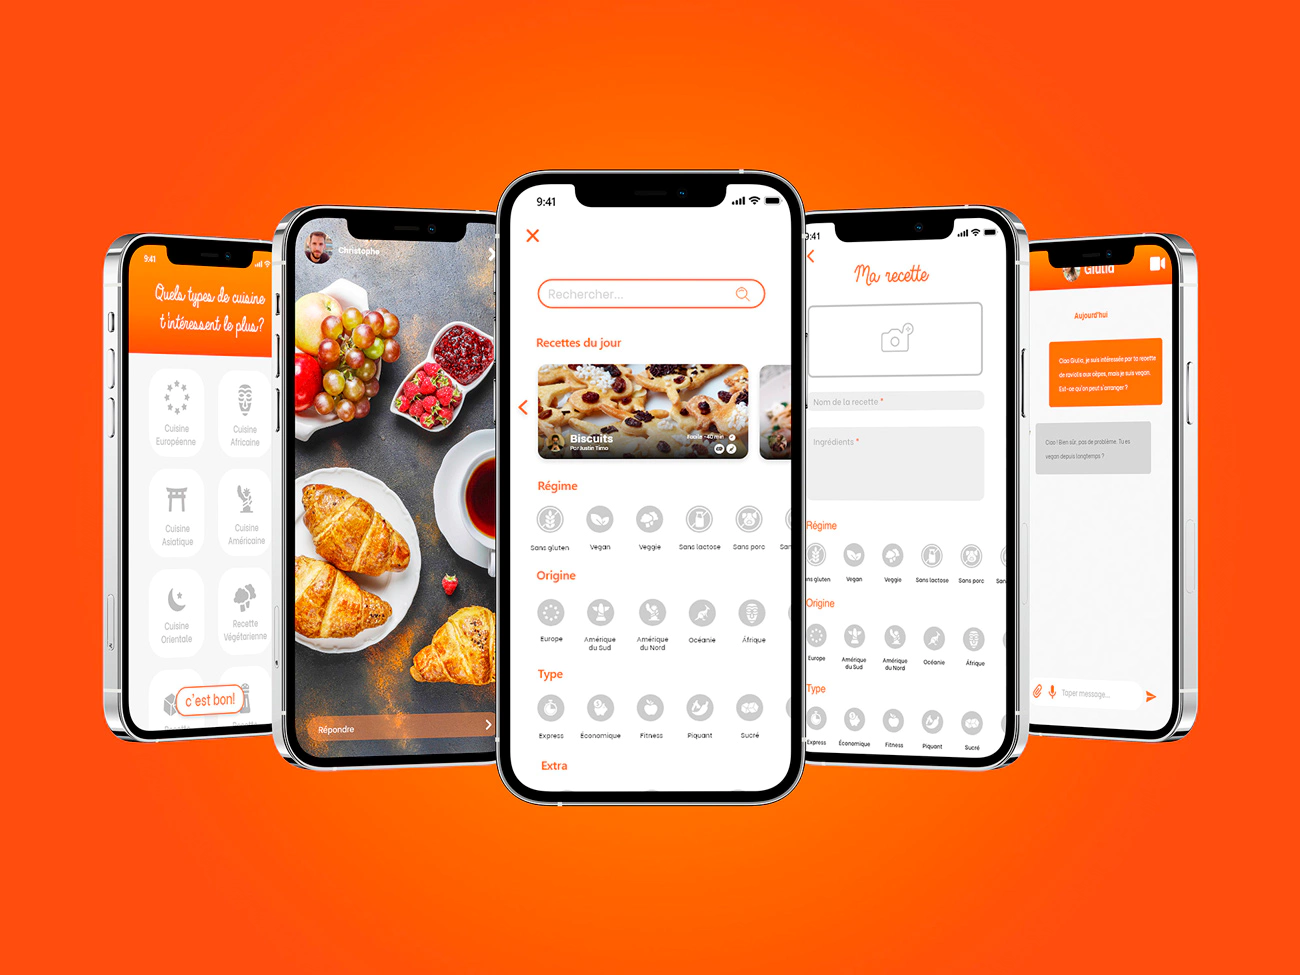 9:41
Quels types de cuisine
t'intéressent le plus?
Cuisine
Européenne
Cuisine
Africaine
Cuisine
Asiatique
Cuisine
Américaine
Cuisine
Orientale
Recette
Végétarienne
c'est bon!
Recette
Recette
Christophe
Répondre
9:41
Rechercher...
Recettes du jour
Biscuits
Par Justin Timo
Facile - 40 min
Régime
Sans gluten
Vegan
Veggie
Sans lactose
Sans porc
San
Origine
Europe
Amérique
du Sud
Amérique
du Nord
Océanie
Afrique
Type
Express
Économique
Fitness
Piquant
Sucré
Extra
9:41
Ma recette
Nom de la recette *
Ingrédients *
Régime
ns gluten
Vegan
Veggie
Sans lactose
Sans porc
San
Origine
Europe
Amérique
du Sud
Amérique
du Nord
Océanie
Afrique
Type
Express
Économique
Fitness
Piquant
Sucré
Giulia
Aujourd'hui
Ciao Giulia, je suis intéressée par ta recette
de raviolis aux cèpes, mais je suis vegan.
Est-ce qu'on peut s'arranger ?
Ciao ! Bien sûr, pas de problème. Tu es
vegan depuis longtemps ?
Taper message...